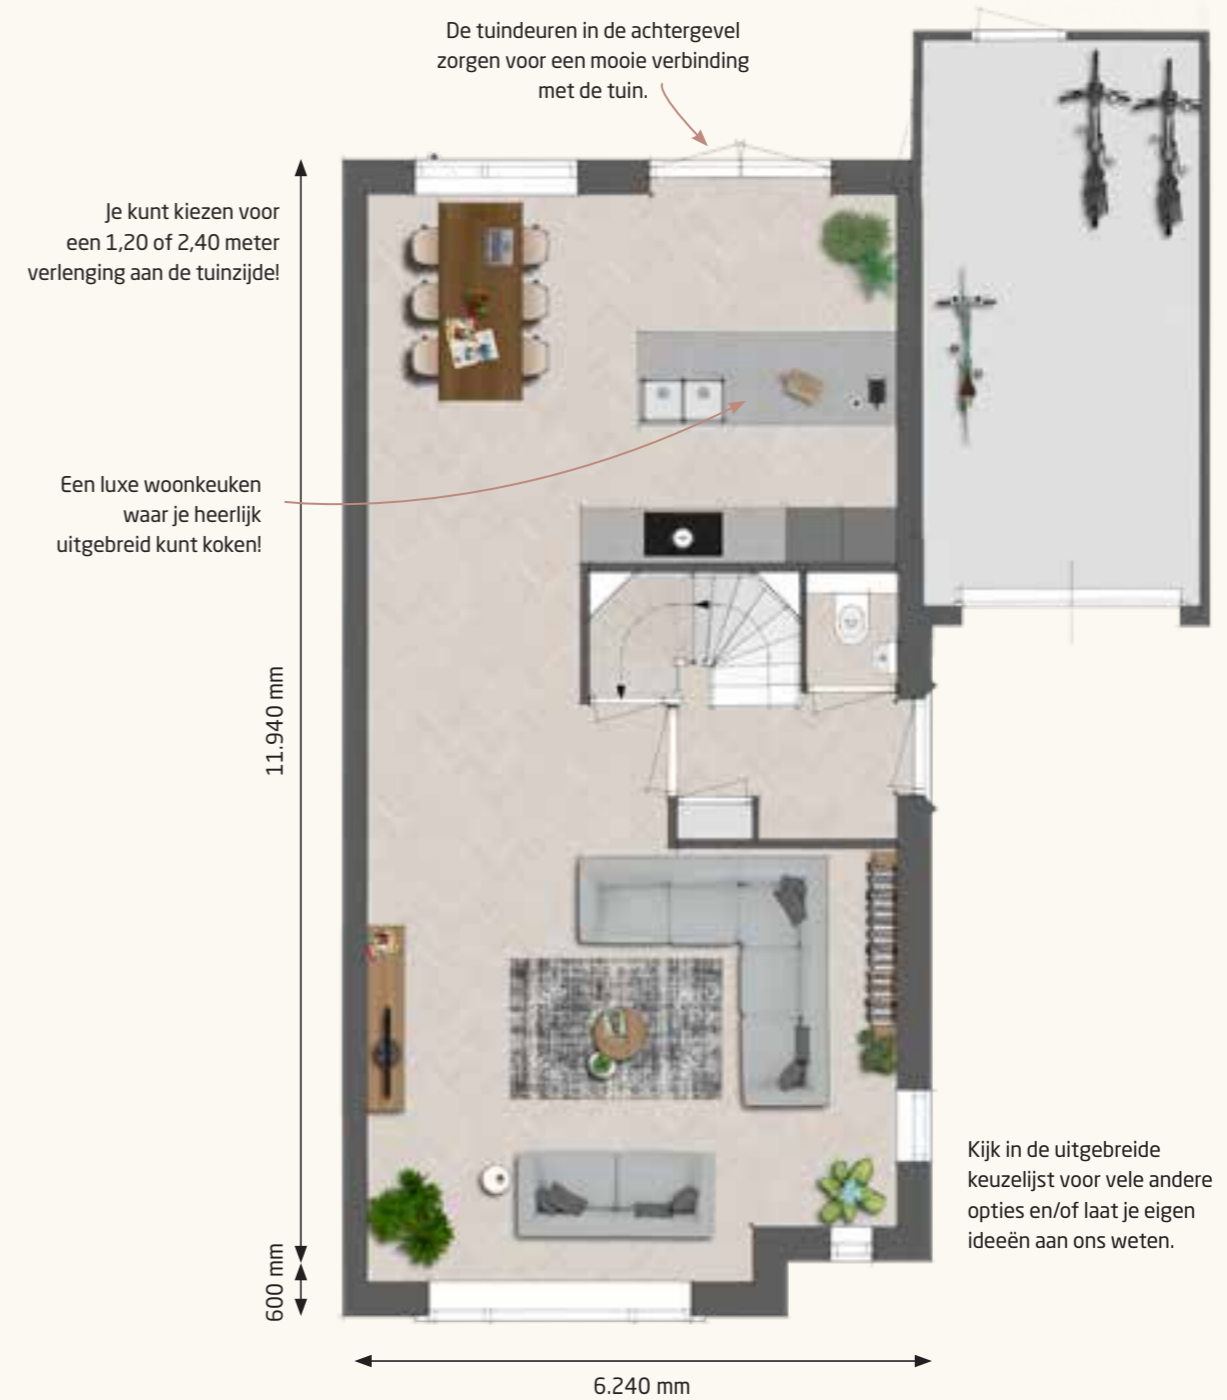 De tuindeuren in de achtergevel
zorgen voor een mooie verbinding
met de tuin.
Je kunt kiezen voor
een 1,20 of 2,40 meter
verlenging aan de tuinzijde!
Een luxe woonkeuken
waar je heerlijk
uitgebreid kunt koken!
11.940 mm
Kijk in de uitgebreide
keuzelijst voor vele andere
opties en/of laat je eigen
ideeën aan ons weten.
600 mm
6.240 mm